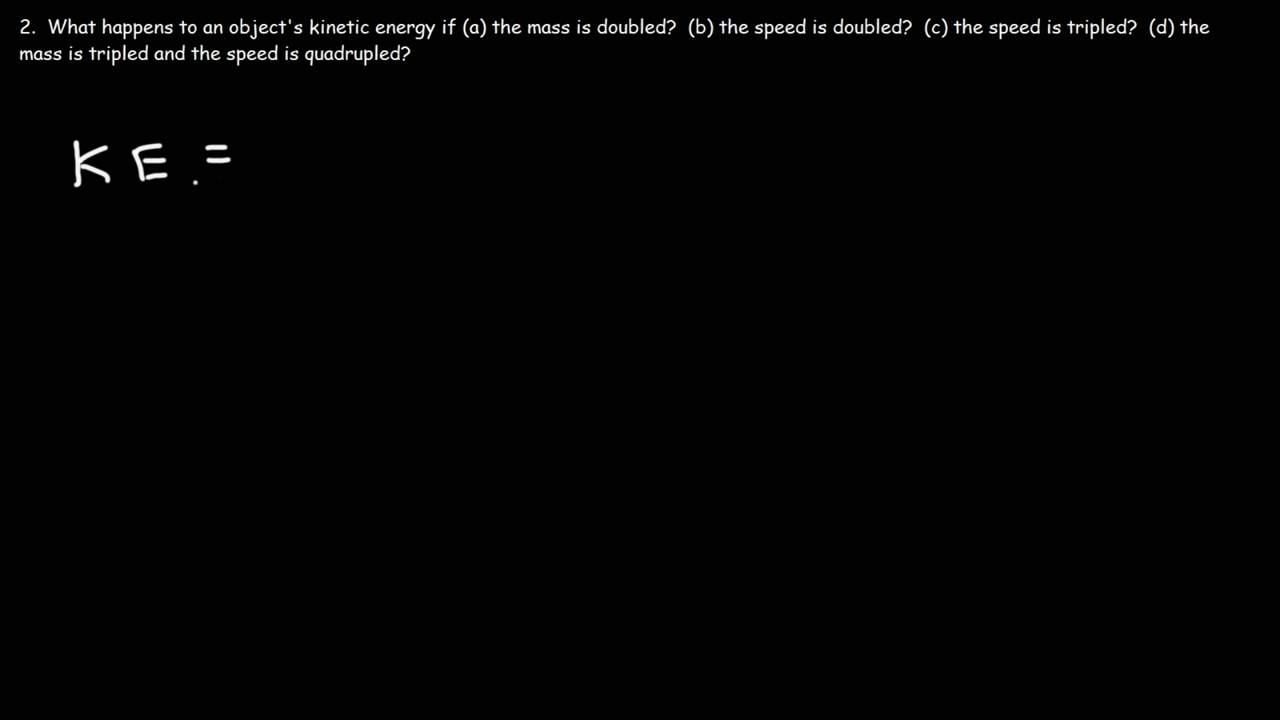 2. What happens to an object's kinetic energy if (a) the mass is doubled? (b) the speed is doubled? (c) the speed is tripled? (d) the
mass is tripled and the speed is quadrupled?
KE =